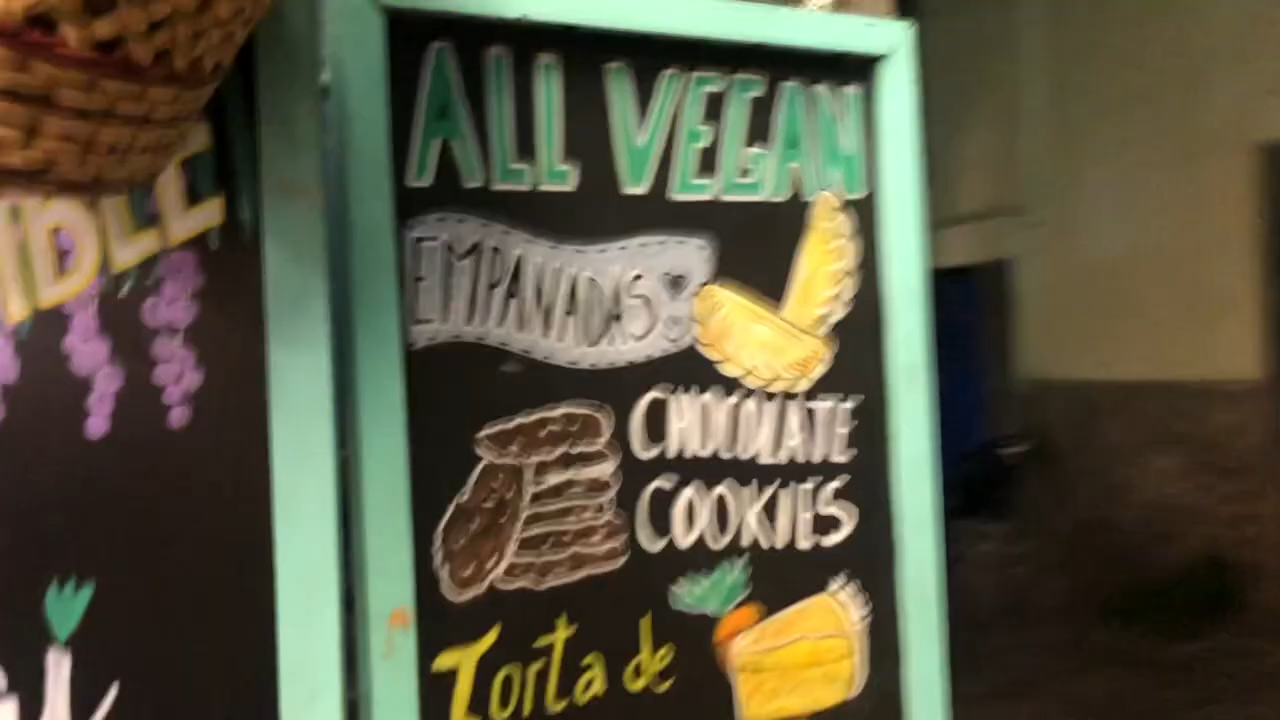 ALL VEGAN
EMPANADAS
CHOCOLATE
COOKIES
Torta de